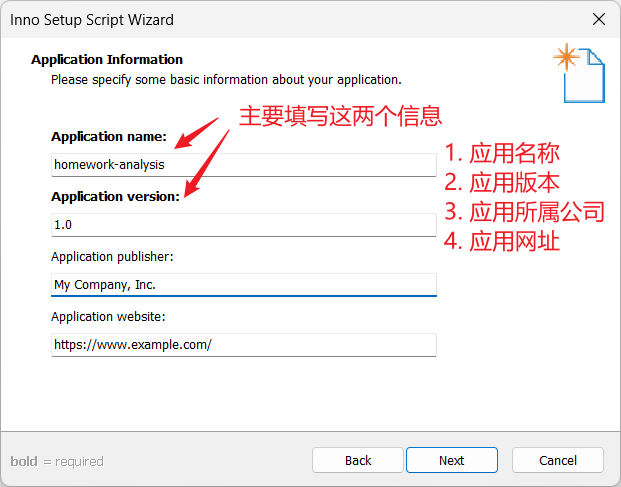 Inno Setup Script Wizard
Application Information
Please specify some basic information about your application.
主要填写这两个信息
Application name:
homework-analysis
Application version:
1.0
Application publisher:
My Company, Inc.
Application website:
https://www.example.com/
1. 应用名称
2. 应用版本
3. 应用所属公司
4. 应用网址
bold = required
Back
Next
Cancel